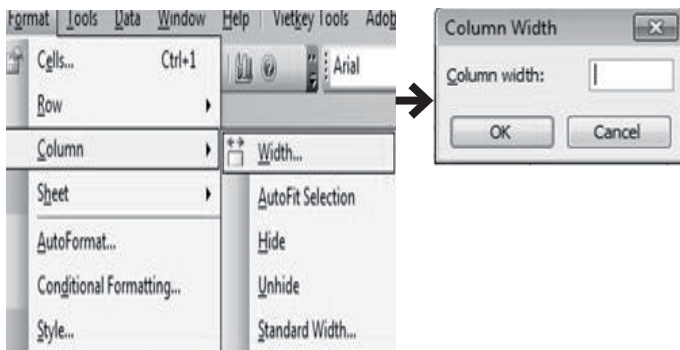 Format Tools Data Window Help Vietkey Tools Adob
Cells... Ctrl+1
Arial
Row
Column
Width...
Sheet
AutoFit Selection
AutoFormat...
Hide
Conditional Formatting...
Unhide
Style...
Standard Width...
Column Width
Column width:
OK Cancel